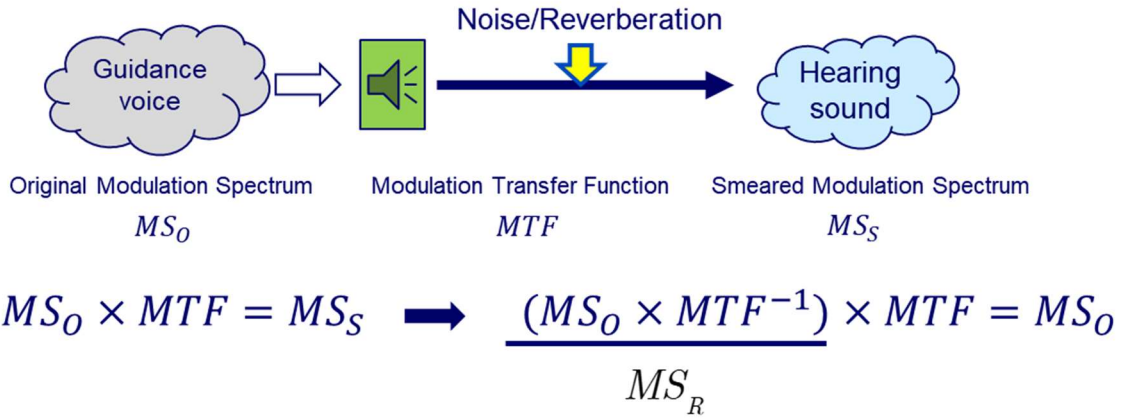 Noise/Reverberation
Guidance
voice
Hearing
sound
Original Modulation Spectrum
Modulation Transfer Function
Smeared Modulation Spectrum
MS_O
MTF
MS_S
MS_O × MTF = MS_S
(MS_O × MTF⁻¹) × MTF = MS_O
MS_R